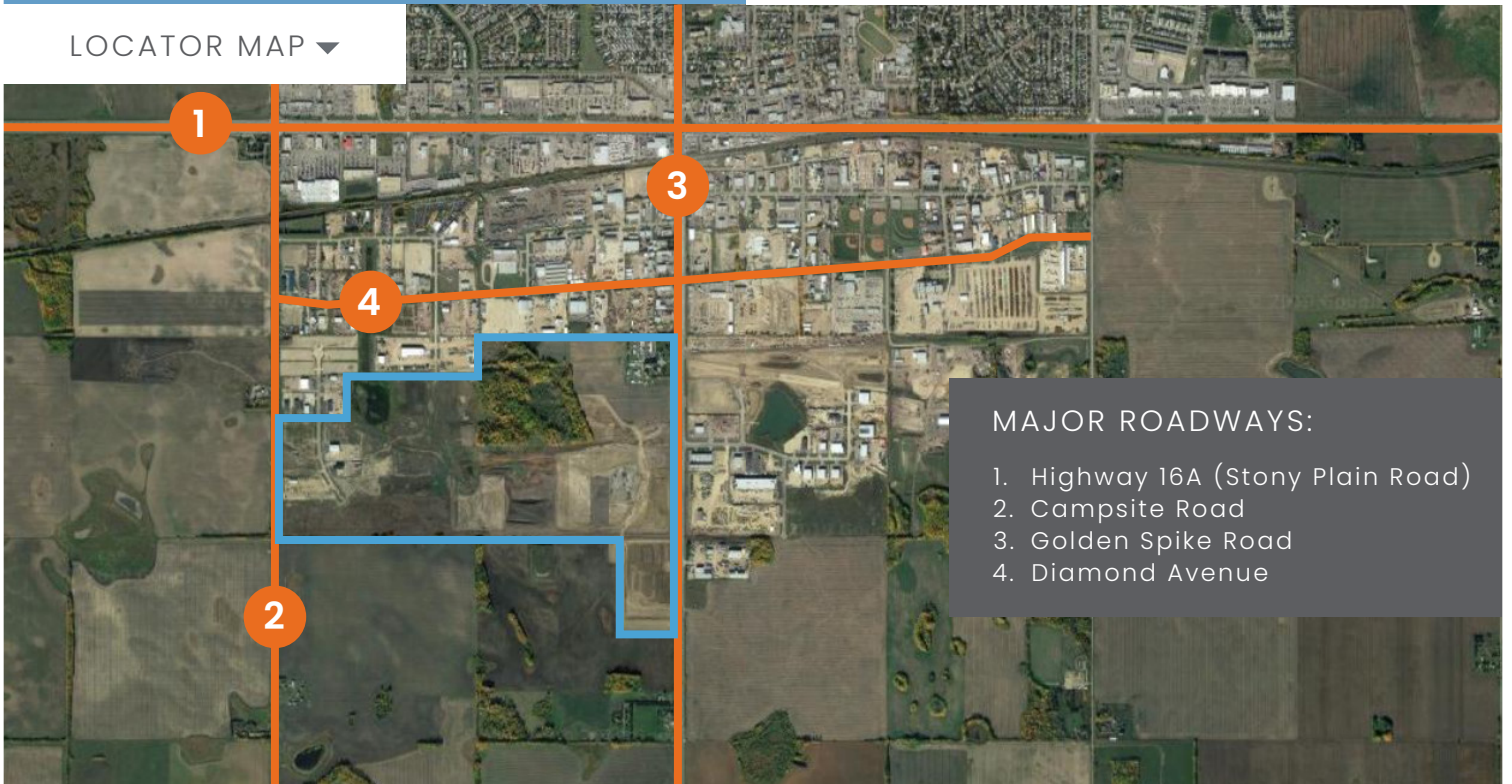 LOCATOR MAP
1
3
4
2
MAJOR ROADWAYS:
1. Highway 16A (Stony Plain Road)
2. Campsite Road
3. Golden Spike Road
4. Diamond Avenue